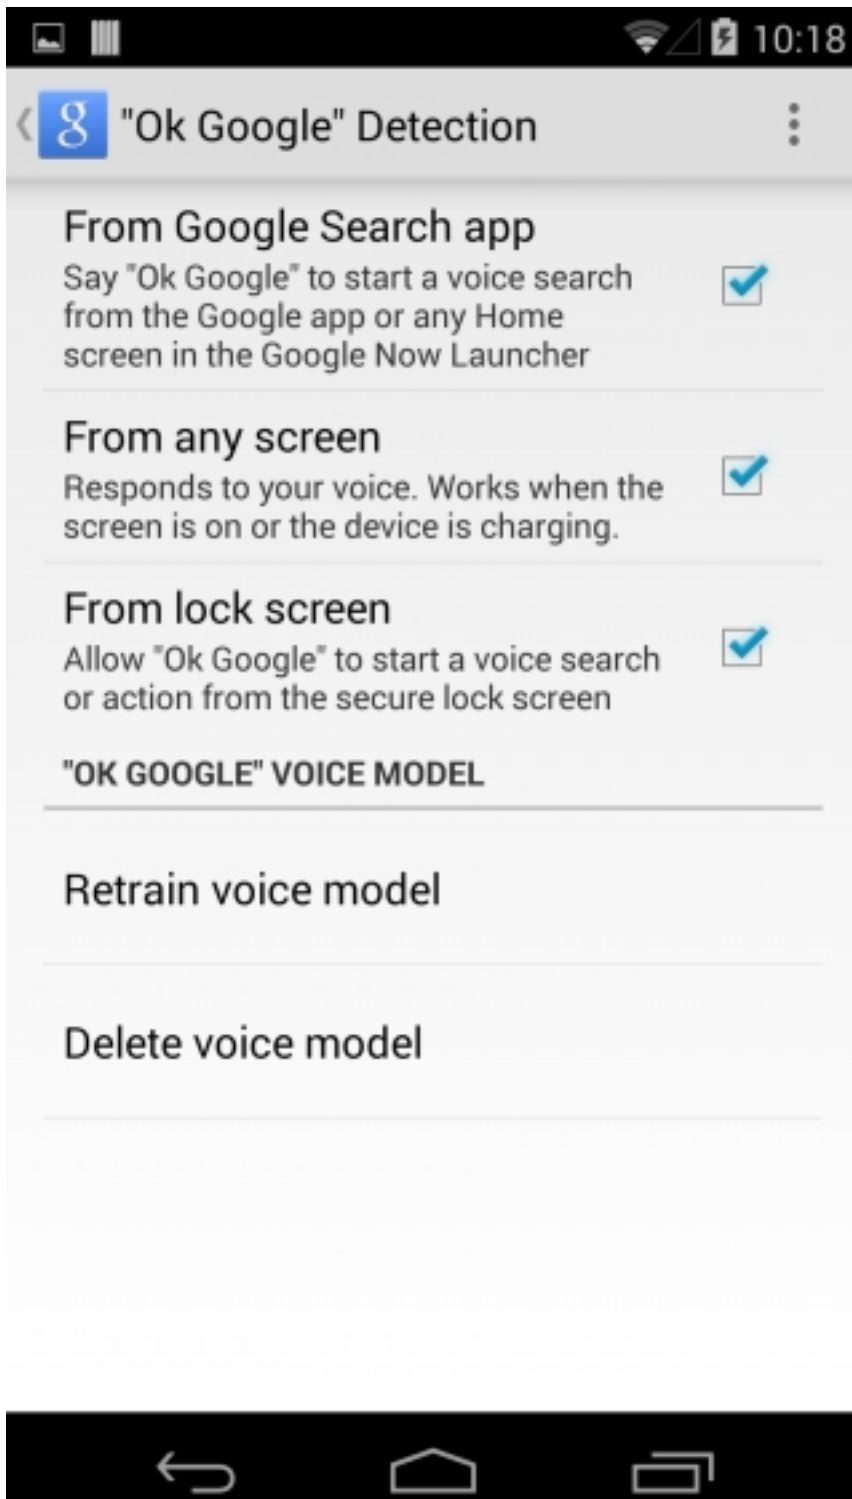 10:18
"Ok Google" Detection
From Google Search app
Say "Ok Google" to start a voice search
from the Google app or any Home
screen in the Google Now Launcher
From any screen
Responds to your voice. Works when the
screen is on or the device is charging.
From lock screen
Allow "Ok Google" to start a voice search
or action from the secure lock screen
"OK GOOGLE" VOICE MODEL
Retrain voice model
Delete voice model